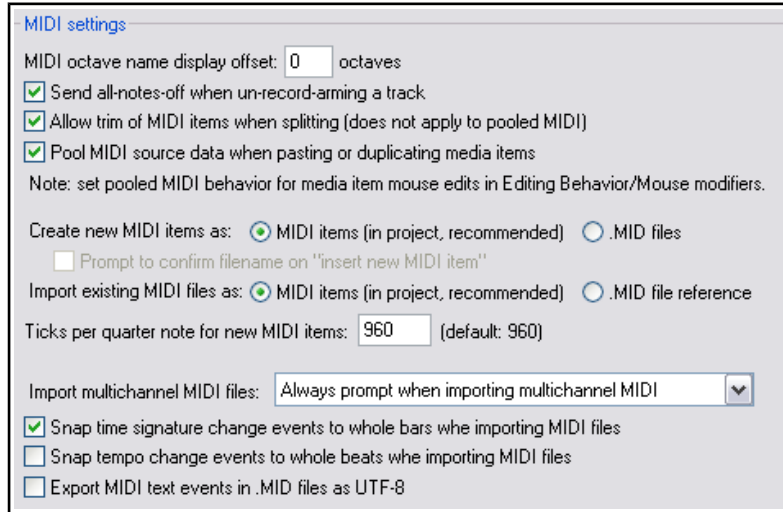 MIDI settings
MIDI octave name display offset: 0 octaves
Send all-notes-off when un-record-arming a track
Allow trim of MIDI items when splitting (does not apply to pooled MIDI)
Pool MIDI source data when pasting or duplicating media items
Note: set pooled MIDI behavior for media item mouse edits in Editing Behavior/Mouse modifiers.
Create new MIDI items as: MIDI items (in project, recommended) .MID files
Prompt to confirm filename on "insert new MIDI item"
Import existing MIDI files as: MIDI items (in project, recommended) .MID file reference
Ticks per quarter note for new MIDI items: 960 (default: 960)
Import multichannel MIDI files: Always prompt when importing multichannel MIDI
Snap time signature change events to whole bars whe importing MIDI files
Snap tempo change events to whole beats whe importing MIDI files
Export MIDI text events in .MID files as UTF-8